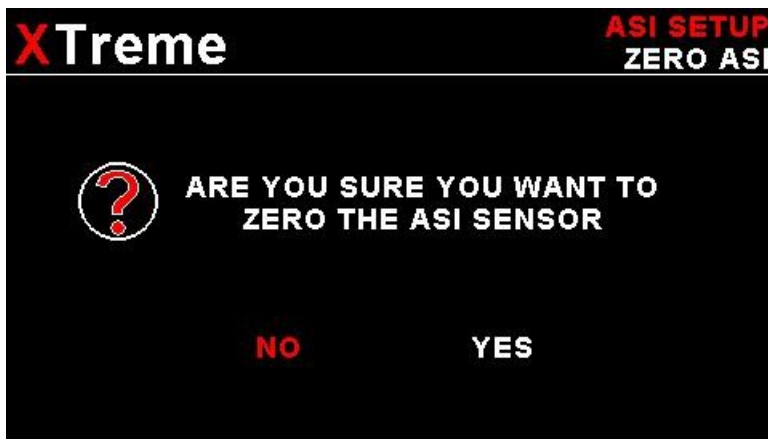 XTreme
ASI SETUP
ZERO ASI
?
ARE YOU SURE YOU WANT TO
ZERO THE ASI SENSOR
NO YES